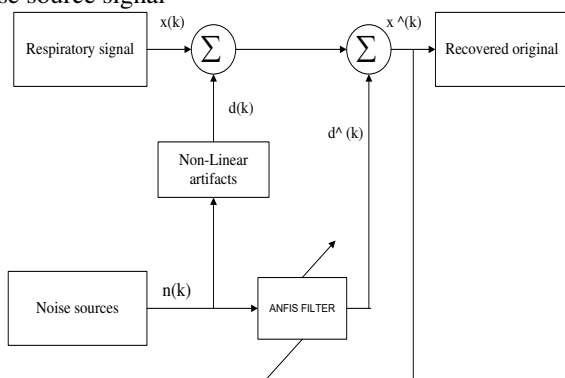 se source signal
x(k)
x ^(k)
Respiratory signal
Σ
Σ
Recovered original
d(k)
d^ (k)
Non-Linear
artifacts
n(k)
Noise sources
ANFIS FILTER